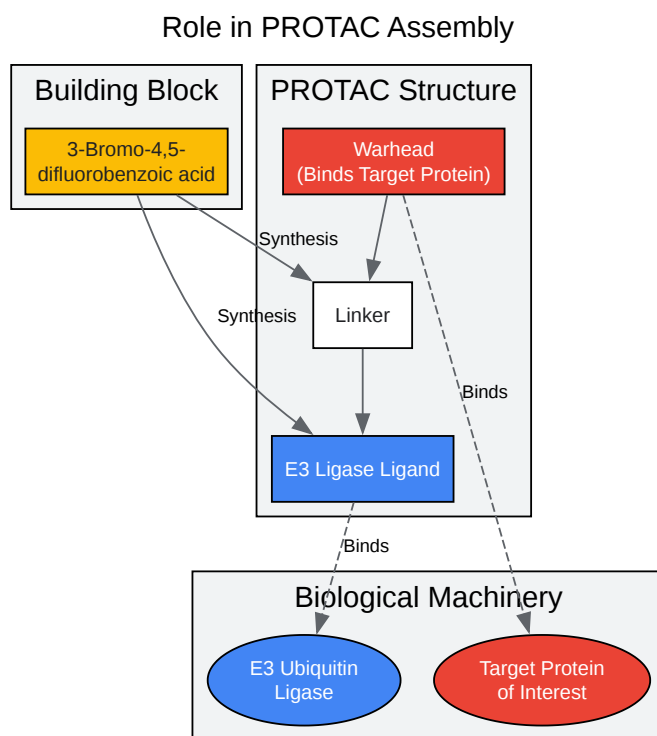 Role in PROTAC Assembly
Building Block
PROTAC Structure
3-Bromo-4,5-
difluorobenzoic acid
Warhead
(Binds Target Protein)
Synthesis
Linker
Synthesis
Binds
E3 Ligase Ligand
Binds
Biological Machinery
E3 Ubiquitin
Ligase
Target Protein
of Interest